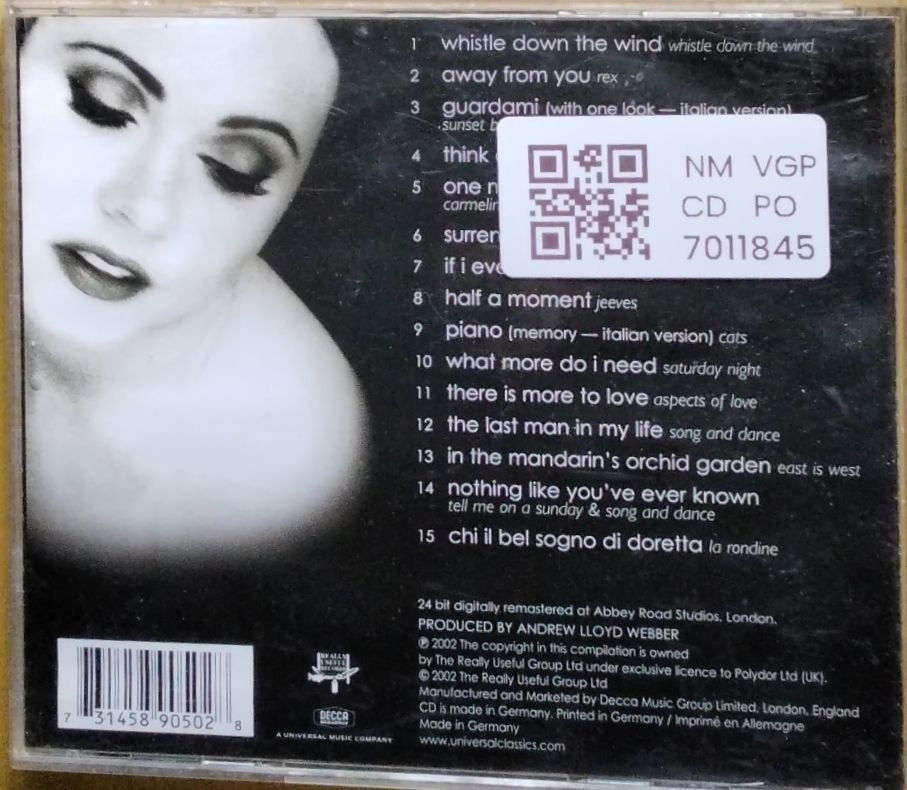 1 whistle down the wind whistle down the wind
2 away from you rex
3 guardami (with one look — italian version)
sunset b
4 think
5 one n
carmelin
6 surren
7 if i eve
8 half a moment jeeves
9 piano (memory — italian version) cats
10 what more do i need saturday night
11 there is more to love aspects of love
12 the last man in my life song and dance
13 in the mandarin's orchid garden east is west
14 nothing like you've ever known
tell me on a sunday & song and dance
15 chi il bel sogno di doretta la rondine
NM VGP
CD PO
7011845
24 bit digitally remastered at Abbey Road Studios, London.
PRODUCED BY ANDREW LLOYD WEBBER
℗ 2002 The copyright in this compilation is owned
by The Really Useful Group Ltd under exclusive licence to Polydor Ltd (UK).
© 2002 The Really Useful Group Ltd
Manufactured and Marketed by Decca Music Group Limited, London, England
CD is made in Germany. Printed in Germany / Imprimé en Allemagne
Made in Germany
www.universalclassics.com
REALLY
USEFUL
RECORDS
DECCA
A UNIVERSAL MUSIC COMPANY
7 31458 90502 8